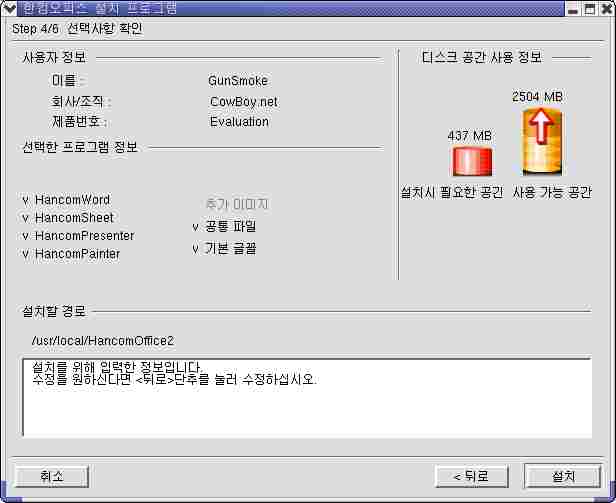 한컴오피스 설치 프로그램
Step 4/6 선택사항 확인
사용자 정보
이름 : GunSmoke
회사/조직 : CowBoy.net
제품번호 : Evaluation
선택한 프로그램 정보
v HancomWord
v HancomSheet
v HancomPresenter
v HancomPainter
추가 이미지
v 공통 파일
v 기본 글꼴
디스크 공간 사용 정보
2504 MB
437 MB
설치시 필요한 공간 사용 가능 공간
설치할 경로
/usr/local/HancomOffice2
설치를 위해 입력한 정보입니다.
수정을 원하신다면 <뒤로>단추를 눌러 수정하십시오.
취소 < 뒤로 설치